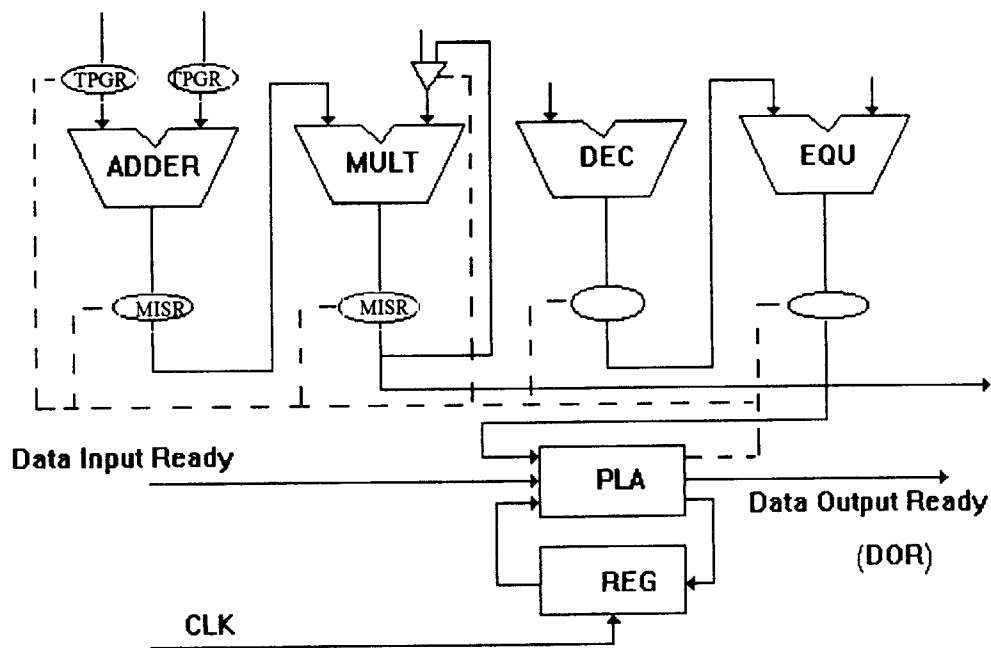 TPGR TPGR
ADDER MULT DEC EQU
MISR MISR
Data Input Ready
PLA
Data Output Ready
(DOR)
REG
CLK